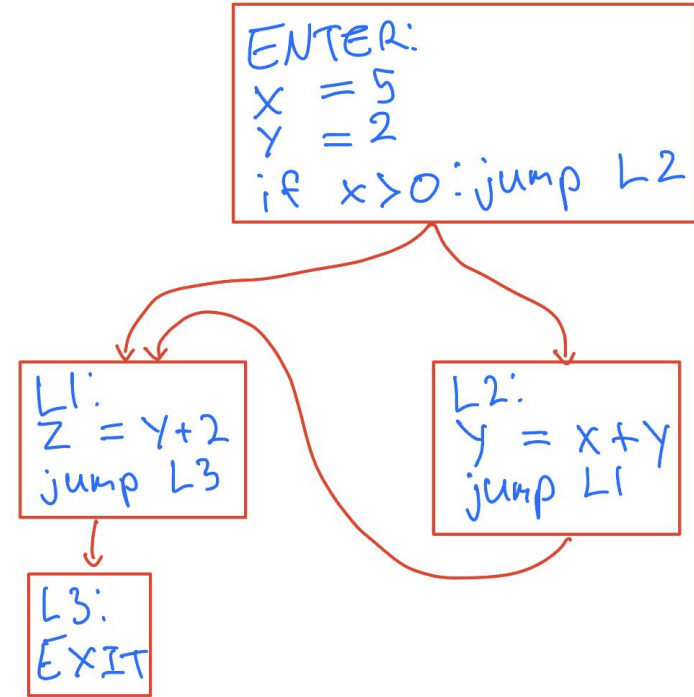 ENTER:
x = 5
y = 2
if x>0: jump L2
L1:
z = y+2
jump L3
L2:
y = x+y
jump L1
L3:
EXIT